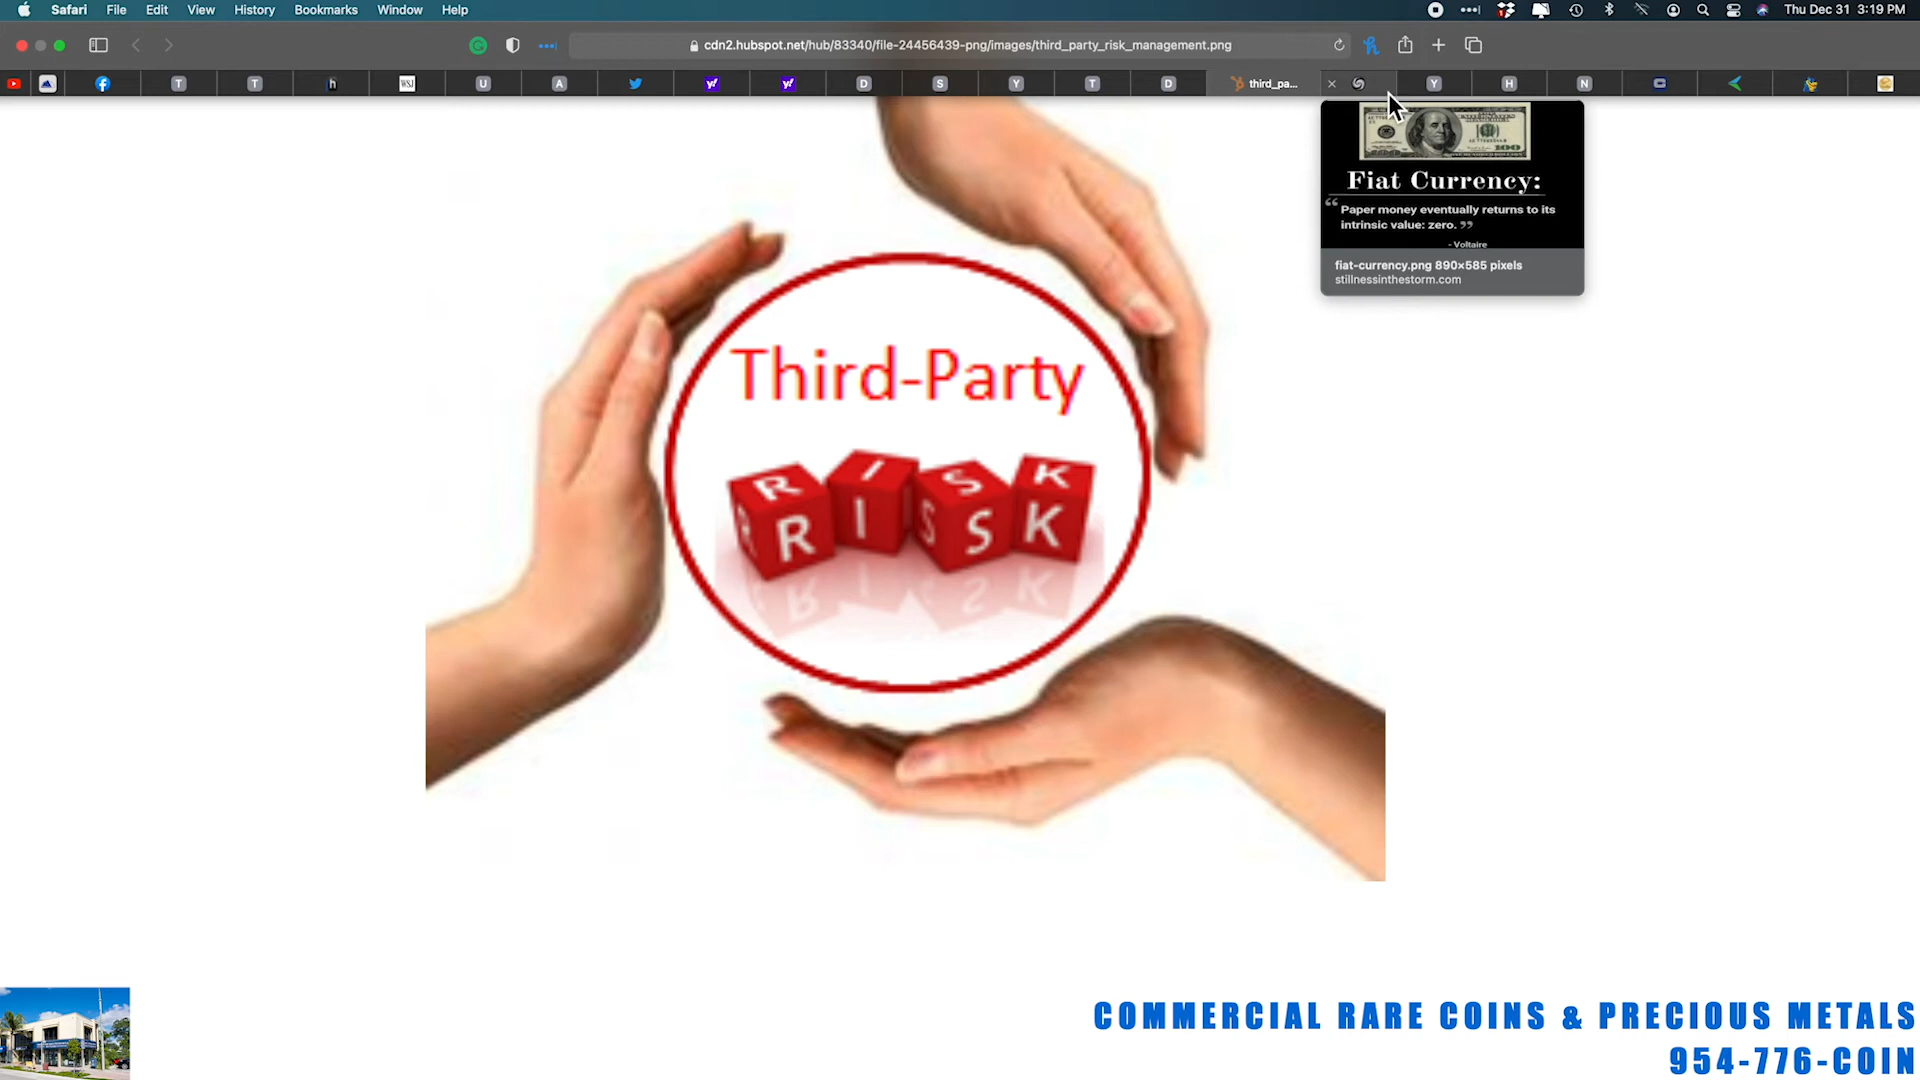 Safari File Edit View History Bookmarks Window Help
Thu Dec 31 3:19 PM
cdn2.hubspot.net/hub/83340/file-24456439-png/images/third_party_risk_management.png
T T h WSJ U A y! y! D S Y T D third_pa... Y H N
Fiat Currency:
“ Paper money eventually returns to its
intrinsic value: zero. ”
- Voltaire
fiat-currency.png 890×585 pixels
stillnessinthestorm.com
Third-Party
R I S K
R I S K
COMMERCIAL RARE COINS & PRECIOUS METALS
954-776-COIN